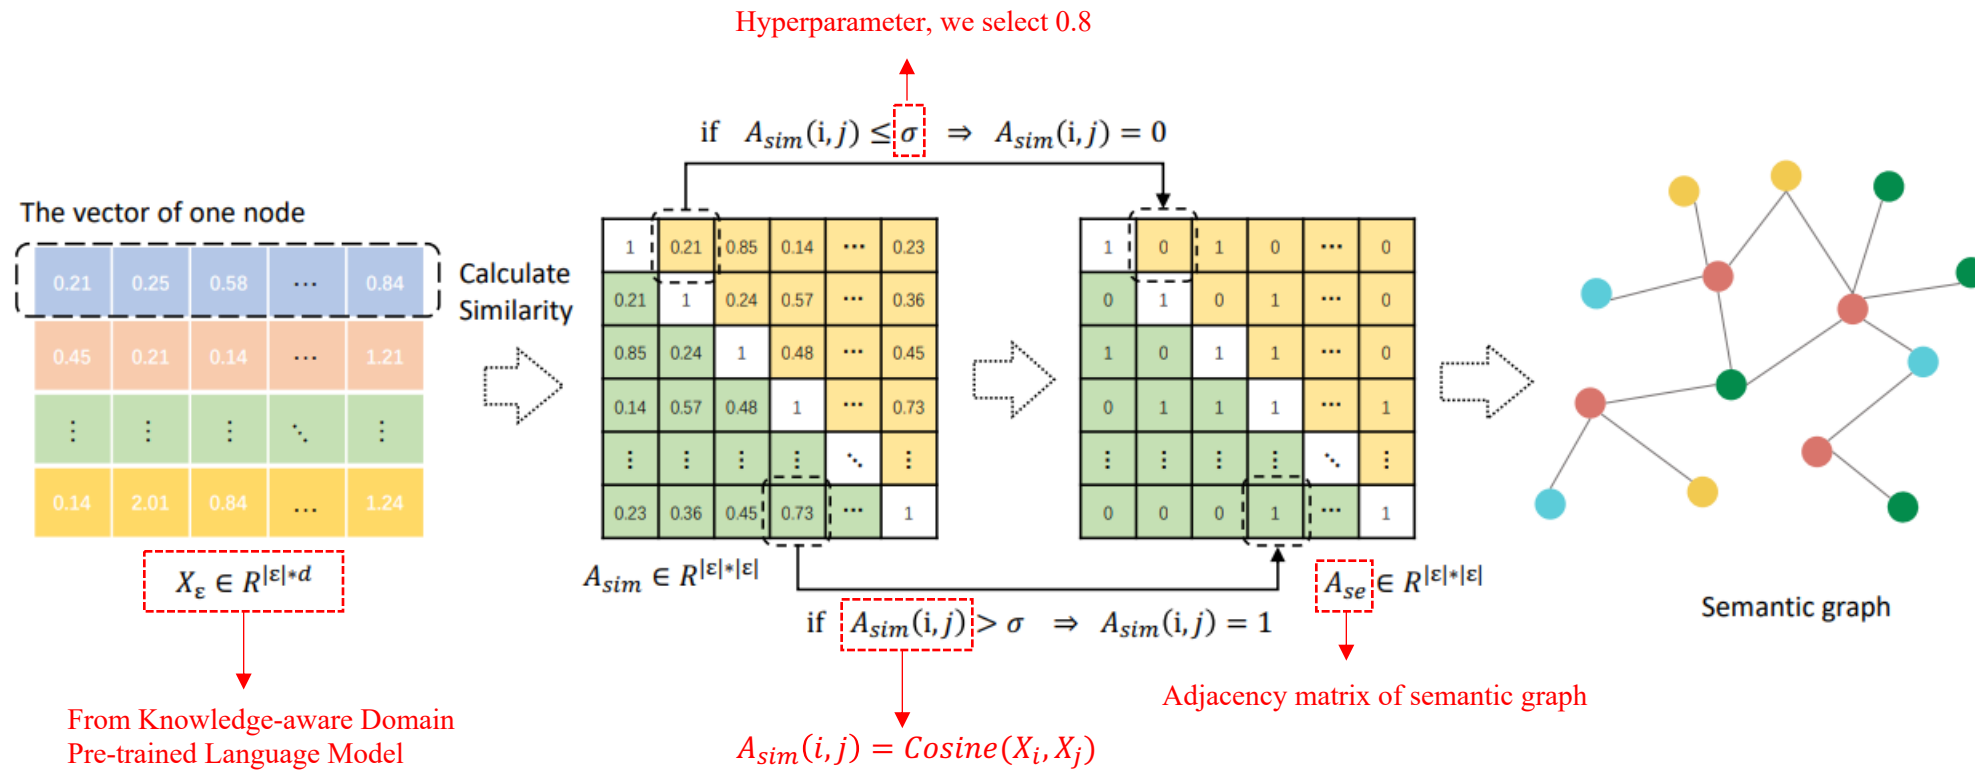 Hyperparameter, we select 0.8
if A_sim(i,j) ≤ σ ⇒ A_sim(i,j) = 0
The vector of one node
0.21 0.25 0.58 ... 0.84
0.45 0.21 0.14 ... 1.21
⋮ ⋮ ⋮ ⋱ ⋮
0.14 2.01 0.84 ... 1.24
X_ε ∈ R^|ε|*d
From Knowledge-aware Domain
Pre-trained Language Model
Calculate
Similarity
1 0.21 0.85 0.14 ... 0.23
0.21 1 0.24 0.57 ... 0.36
0.85 0.24 1 0.48 ... 0.45
0.14 0.57 0.48 1 ... 0.73
⋮ ⋮ ⋮ ⋮ ⋱ ⋮
0.23 0.36 0.45 0.73 ... 1
A_sim ∈ R^|ε|*|ε|
if A_sim(i,j) > σ ⇒ A_sim(i,j) = 1
A_sim(i,j) = Cosine(X_i, X_j)
1 0 1 0 ... 0
0 1 0 1 ... 0
1 0 1 1 ... 0
0 1 1 1 ... 1
⋮ ⋮ ⋮ ⋮ ⋱ ⋮
0 0 0 1 ... 1
A_se ∈ R^|ε|*|ε|
Adjacency matrix of semantic graph
Semantic graph